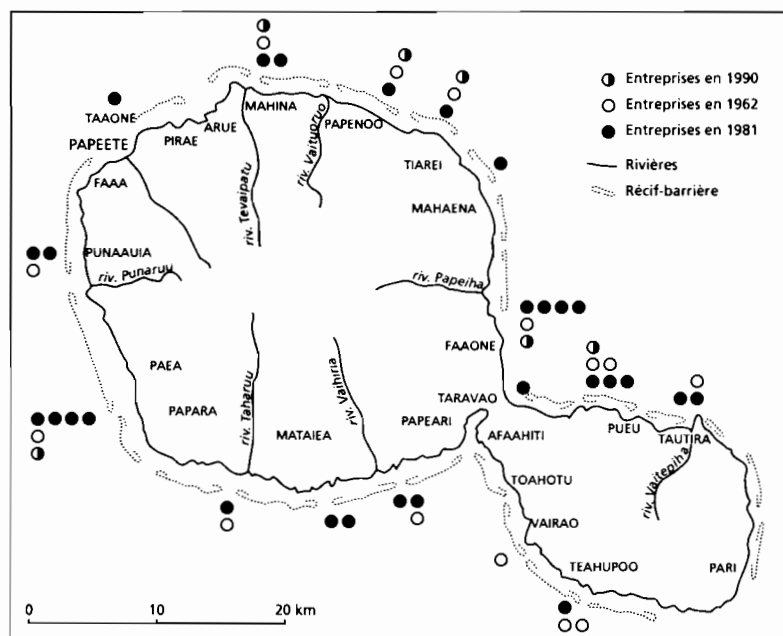 Entreprises en 1990
Entreprises en 1962
Entreprises en 1981
Rivières
Récif-barrière
TAAONE
PAPEETE
PIRAE
ARUE
MAHINA
PAPENOO
TIAREI
MAHAENA
FAAA
PUNAAUIA
riv. Punaruu
riv. Tevaipatu
riv. Vaituoruo
riv. Papeiha
FAAONE
PAEA
PAPARA
riv. Taharuu
MATAIEA
riv. Vaihiria
PAPEARI
TARAVAO
AFAAHITI
PUEU
TAUTIRA
riv. Vaitepiha
TOAHOTU
VAIRAO
TEAHUPOO
PARI
0 10 20 km